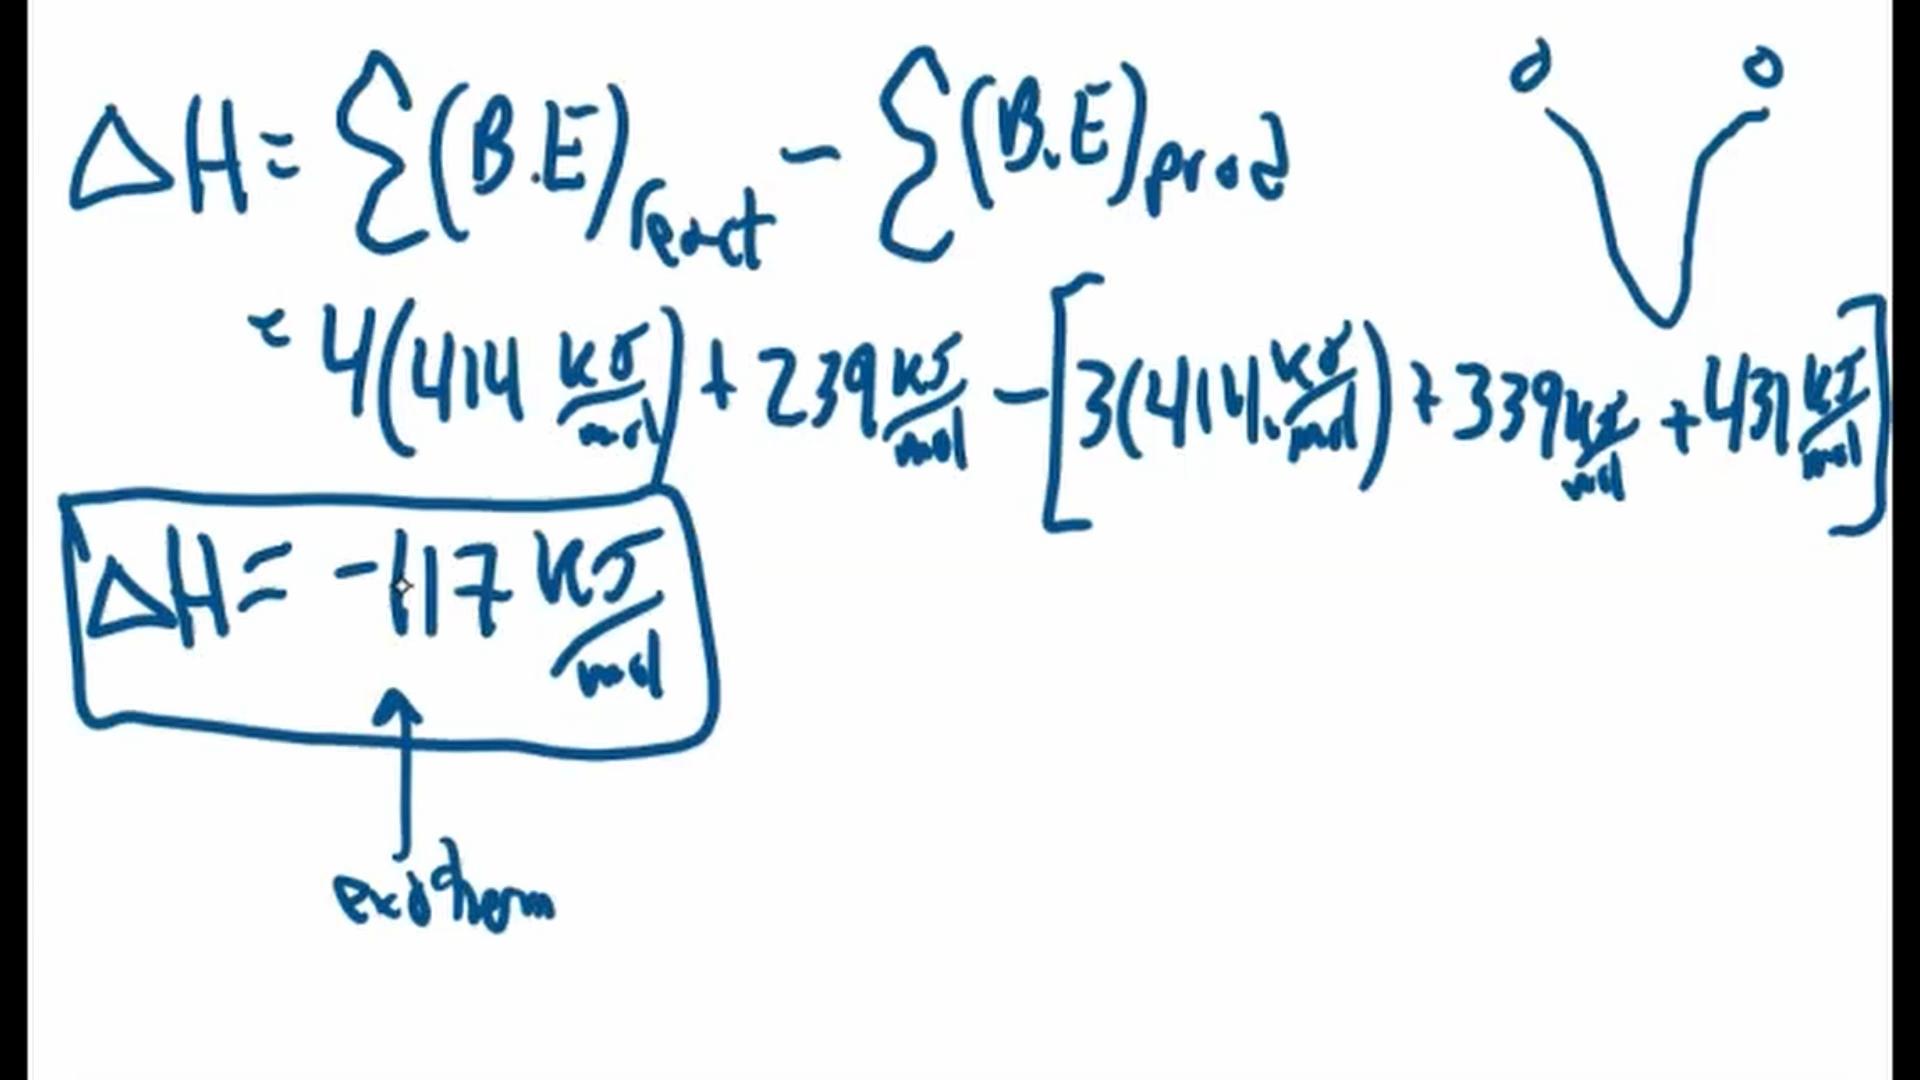 ΔH = Σ(B.E)react - Σ(B.E)prod
= 4(414 kJ/mol) + 239 kJ/mol - [3(414 kJ/mol) + 339 kJ/mol + 431 kJ/mol]
ΔH = -117 kJ/mol
exotherm